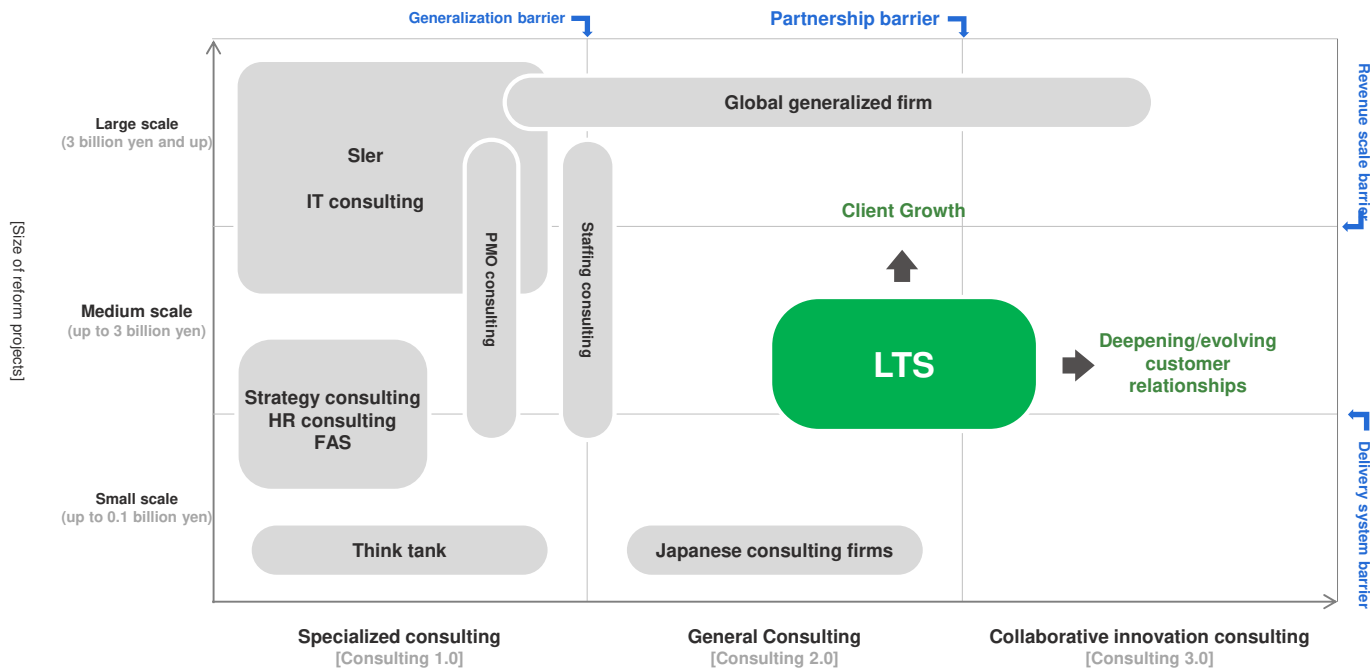 Generalization barrier
Partnership barrier
Revenue scale barrier
Delivery system barrier
[Size of reform projects]
Large scale
(3 billion yen and up)
Medium scale
(up to 3 billion yen)
Small scale
(up to 0.1 billion yen)
SIer
IT consulting
Global generalized firm
PMO consulting
Staffing consulting
Client Growth
LTS
Deepening/evolving
customer
relationships
Strategy consulting
HR consulting
FAS
Think tank
Japanese consulting firms
Specialized consulting
[Consulting 1.0]
General Consulting
[Consulting 2.0]
Collaborative innovation consulting
[Consulting 3.0]